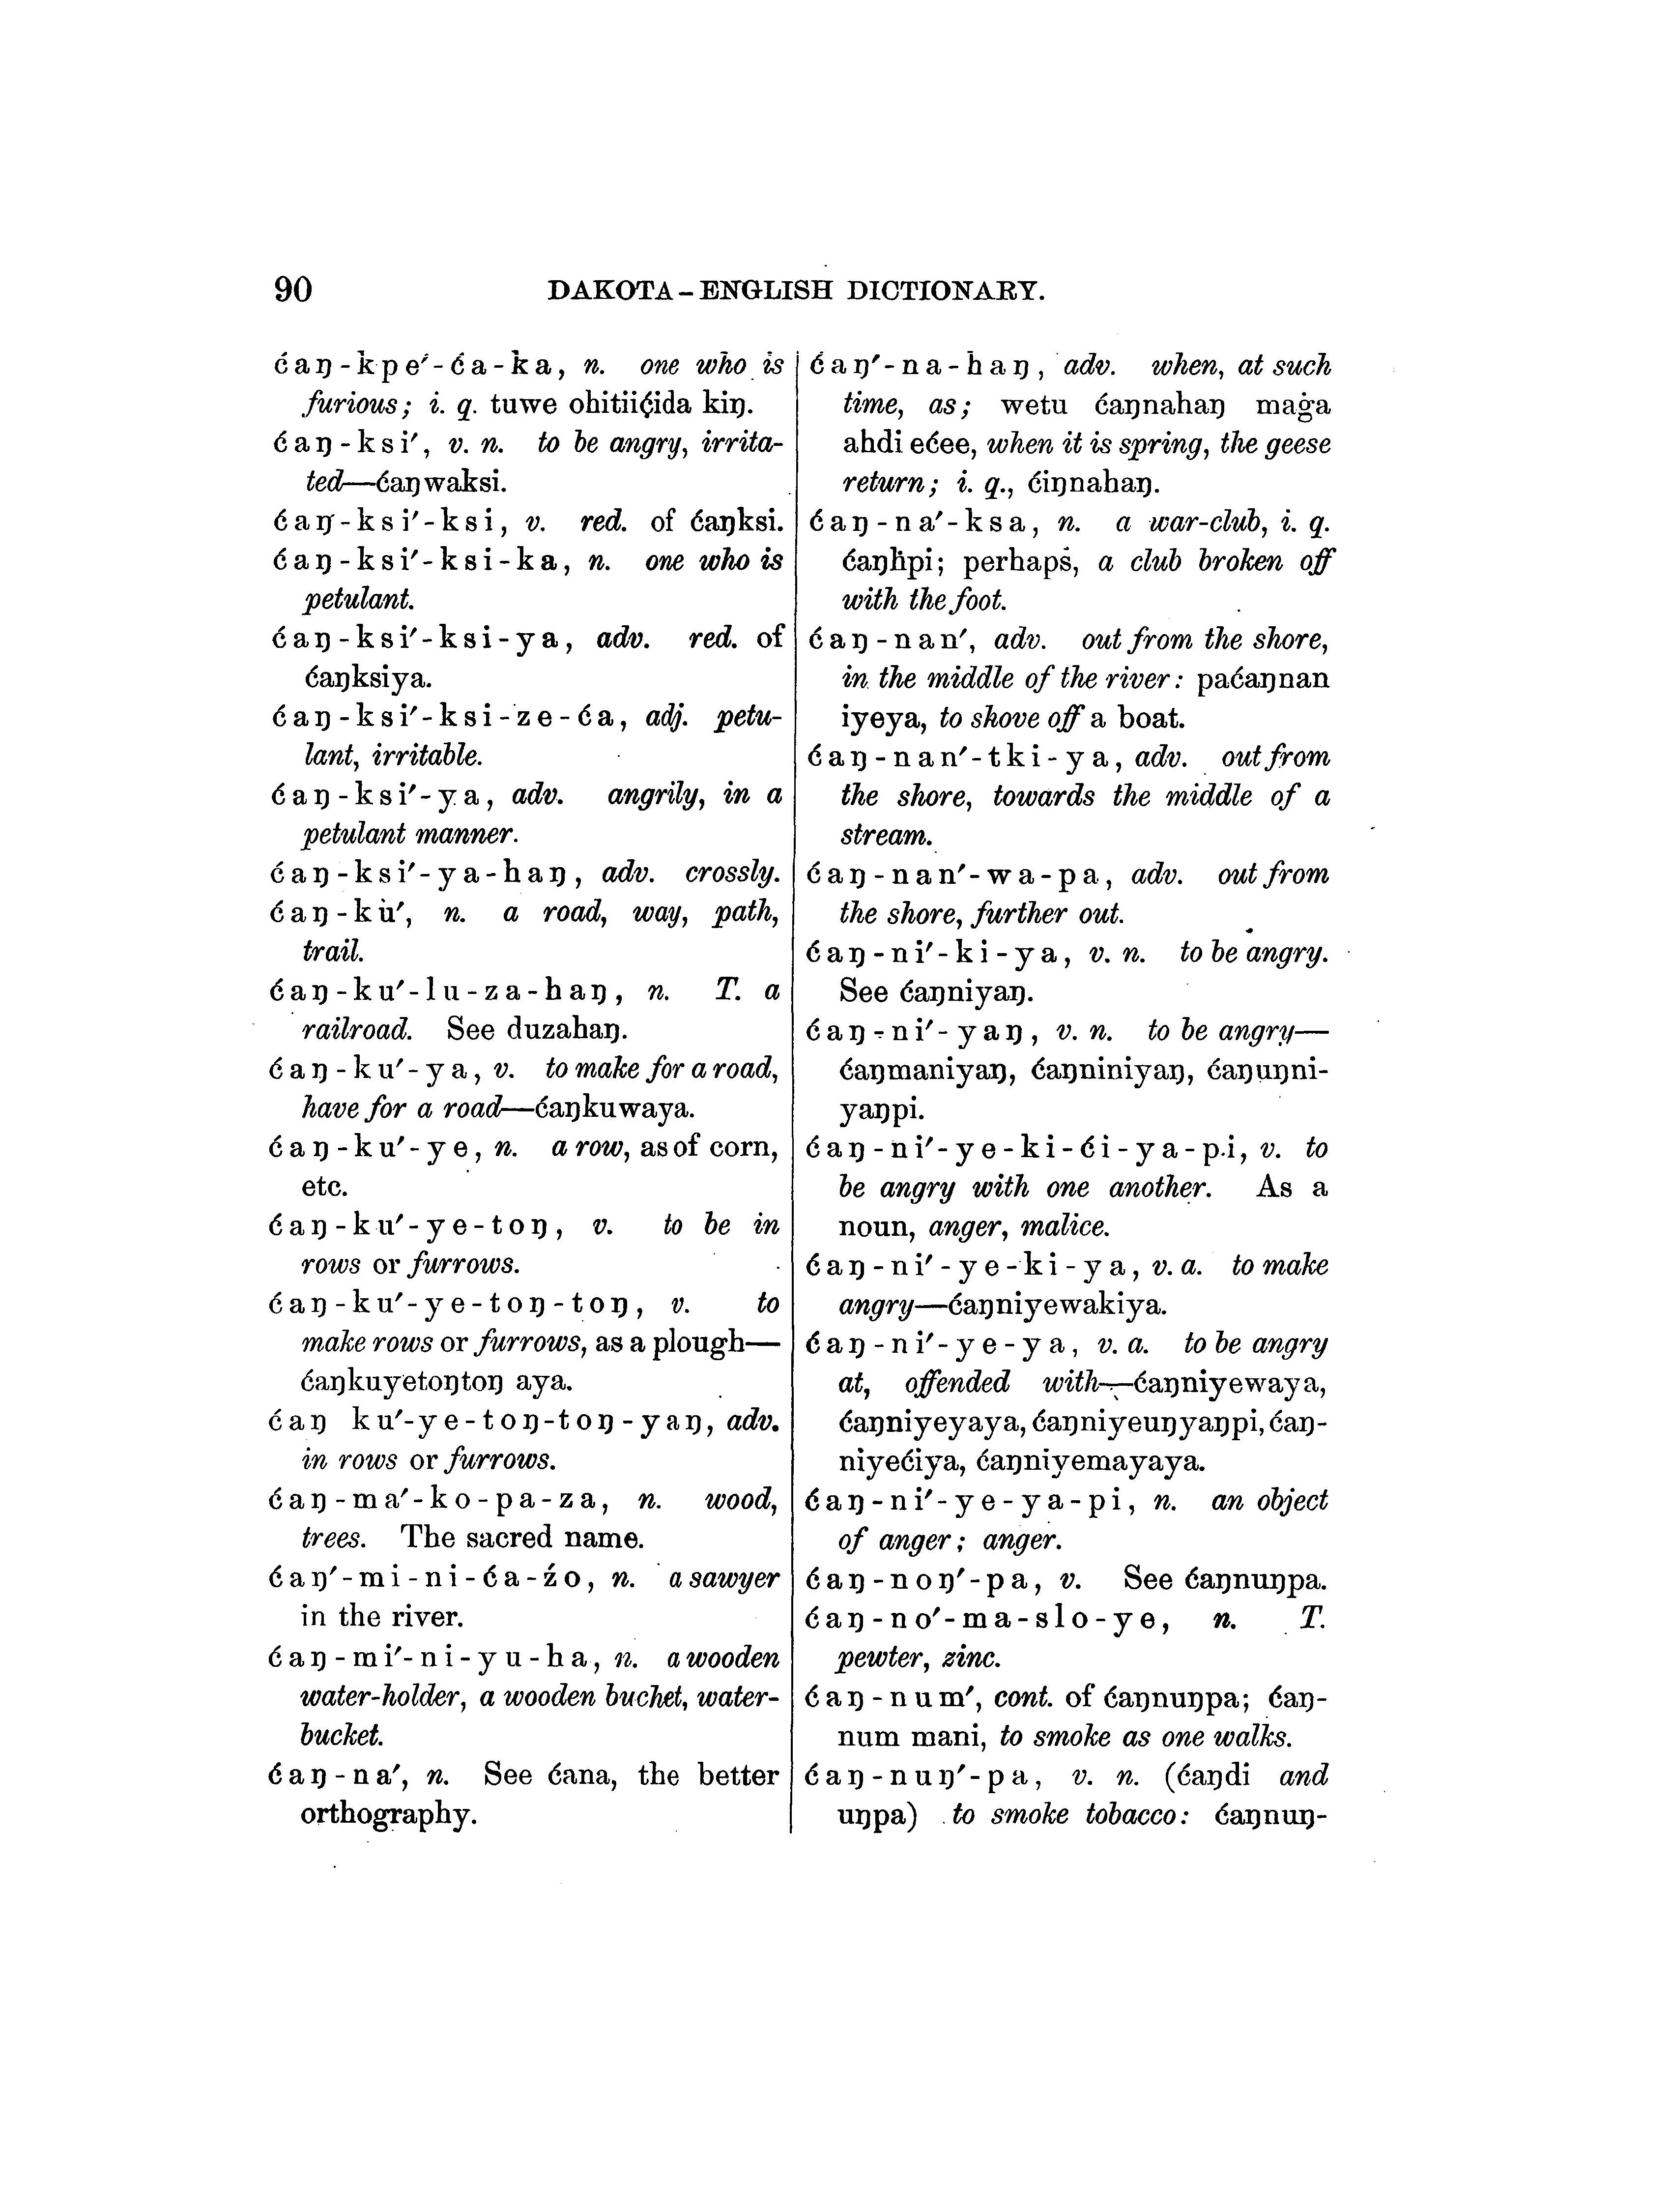 90 DAKOTA – ENGLISH DICTIONARY.
ćaŋ-kpe′-ća-ka, n. one who is
furious; i. q. tuwe ohitiiçida kiŋ.
ćaŋ-ksi′, v. n. to be angry, irrita-
ted—ćaŋwaksi.
ćaŋ-ksi′-ksi, v. red. of ćaŋksi.
ćaŋ-ksi′-ksi-ka, n. one who is
petulant.
ćaŋ-ksi′-ksi-ya, adv. red. of
ćaŋksiya.
ćaŋ-ksi′-ksi-ze-ća, adj. petu-
lant, irritable.
ćaŋ-ksi′-ya, adv. angrily, in a
petulant manner.
ćaŋ-ksi′-ya-haŋ, adv. crossly.
ćaŋ-ku′, n. a road, way, path,
trail.
ćaŋ-ku′-lu-za-haŋ, n. T. a
railroad. See duzahaŋ.
ćaŋ-ku′-ya, v. to make for a road,
have for a road—ćaŋkuwaya.
ćaŋ-ku′-ye, n. a row, as of corn,
etc.
ćaŋ-ku′-ye-toŋ, v. to be in
rows or furrows.
ćaŋ-ku′-ye-toŋ-toŋ, v. to
make rows or furrows, as a plough—
ćaŋkuyetoŋtoŋ aya.
ćaŋ ku′-ye-toŋ-toŋ-yaŋ, adv.
in rows or furrows.
ćaŋ-ma′-ko-pa-za, n. wood,
trees. The sacred name.
ćaŋ′-mi-ni-ća-źo, n. a sawyer
in the river.
ćaŋ-mi′-ni-yu-ha, n. a wooden
water-holder, a wooden buchet, water-
bucket.
ćaŋ-na′, n. See ćana, the better
orthography.
ćaŋ′-na-haŋ, adv. when, at such
time, as; wetu ćaŋnahaŋ maġa
ahdi ećee, when it is spring, the geese
return; i. q., ćiŋnahaŋ.
ćaŋ-na′-ksa, n. a war-club, i. q.
ćaŋḣpi; perhaps, a club broken off
with the foot.
ćaŋ-nan′, adv. out from the shore,
in the middle of the river: paćaŋnan
iyeya, to shove off a boat.
ćaŋ-nan′-tki-ya, adv. out from
the shore, towards the middle of a
stream.
ćaŋ-nan′-wa-pa, adv. out from
the shore, further out.
ćaŋ-ni′-ki-ya, v. n. to be angry.
See ćaŋniyaŋ.
ćaŋ-ni′-yaŋ, v. n. to be angry—
ćaŋmaniyaŋ, ćaŋniniyaŋ, ćaŋuŋni-
yaŋpi.
ćaŋ-ni′-ye-ki-ći-ya-pi, v. to
be angry with one another. As a
noun, anger, malice.
ćaŋ-ni′-ye-ki-ya, v. a. to make
angry—ćaŋniyewakiya.
ćaŋ-ni′-ye-ya, v. a. to be angry
at, offended with—ćaŋniyewaya,
ćaŋniyeyaya, ćaŋniyeuŋyaŋpi, ćaŋ-
niyećiya, ćaŋniyemayaya.
ćaŋ-ni′-ye-ya-pi, n. an object
of anger; anger.
ćaŋ-noŋ′-pa, v. See ćaŋnuŋpa.
ćaŋ-no′-ma-slo-ye, n. T.
pewter, zinc.
ćaŋ-num′, cont. of ćaŋnuŋpa; ćaŋ-
num mani, to smoke as one walks.
ćaŋ-nuŋ′-pa, v. n. (ćaŋdi and
uŋpa) to smoke tobacco: ćaŋnuŋ-